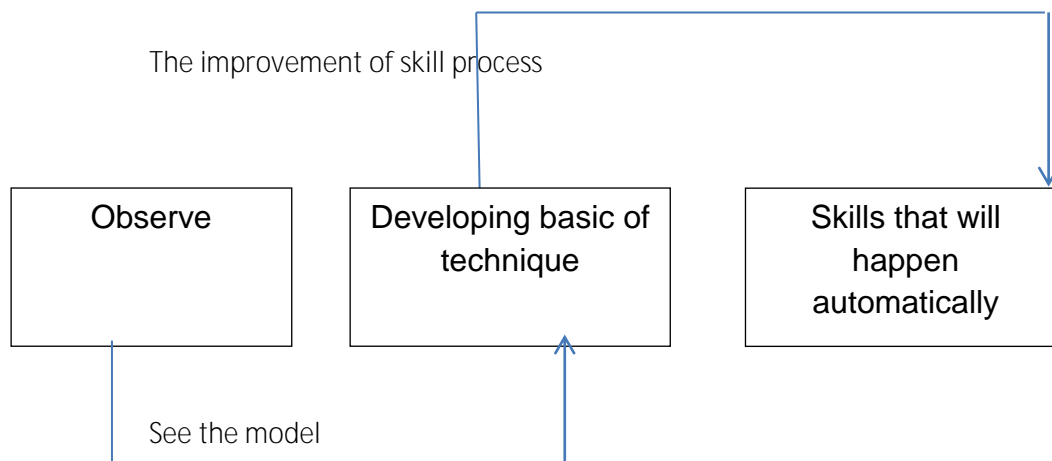 The improvement of skill process
Observe
Developing basic of
technique
Skills that will
happen
automatically
See the model